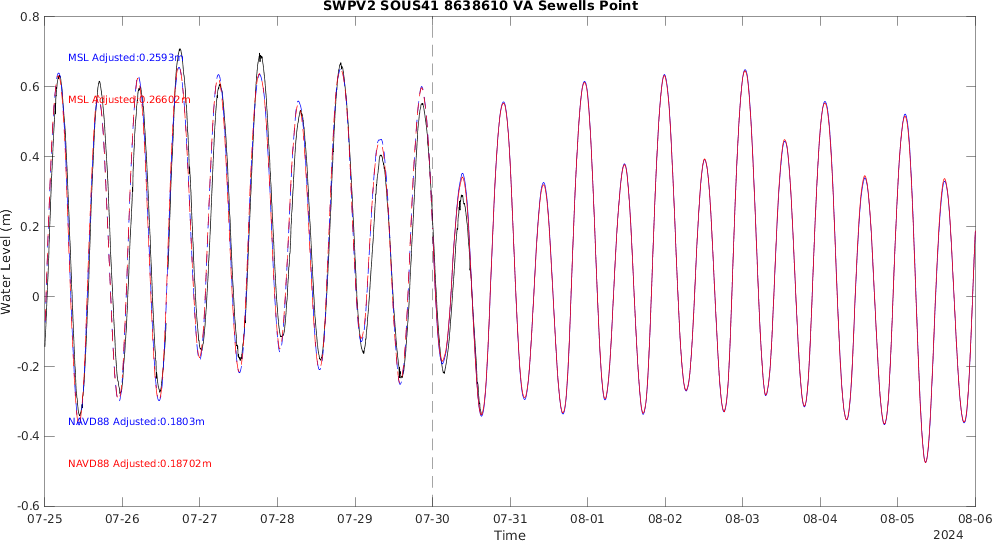 SWPV2 SOUS41 8638610 VA Sewells Point
0.8
0.6
0.4
0.2
0
-0.2
-0.4
-0.6
Water Level (m)
MSL Adjusted:0.2593m
MSL Adjusted:0.26602m
NAVD88 Adjusted:0.1803m
NAVD88 Adjusted:0.18702m
07-25 07-26 07-27 07-28 07-29 07-30 07-31 08-01 08-02 08-03 08-04 08-05 08-06
Time
2024